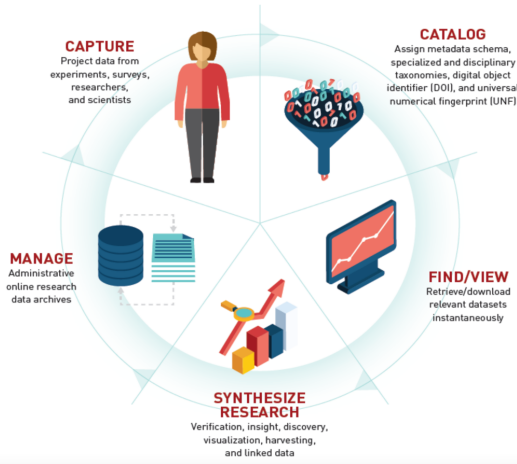 CAPTURE
Project data from
experiments, surveys,
researchers,
and scientists
CATALOG
Assign metadata schema,
specialized and disciplinary
taxonomies, digital object
identifier (DOI), and universal
numerical fingerprint (UNF)
FIND/VIEW
Retrieve/download
relevant datasets
instantaneously
SYNTHESIZE
RESEARCH
Verification, insight, discovery,
visualization, harvesting,
and linked data
MANAGE
Administrative
online research
data archives